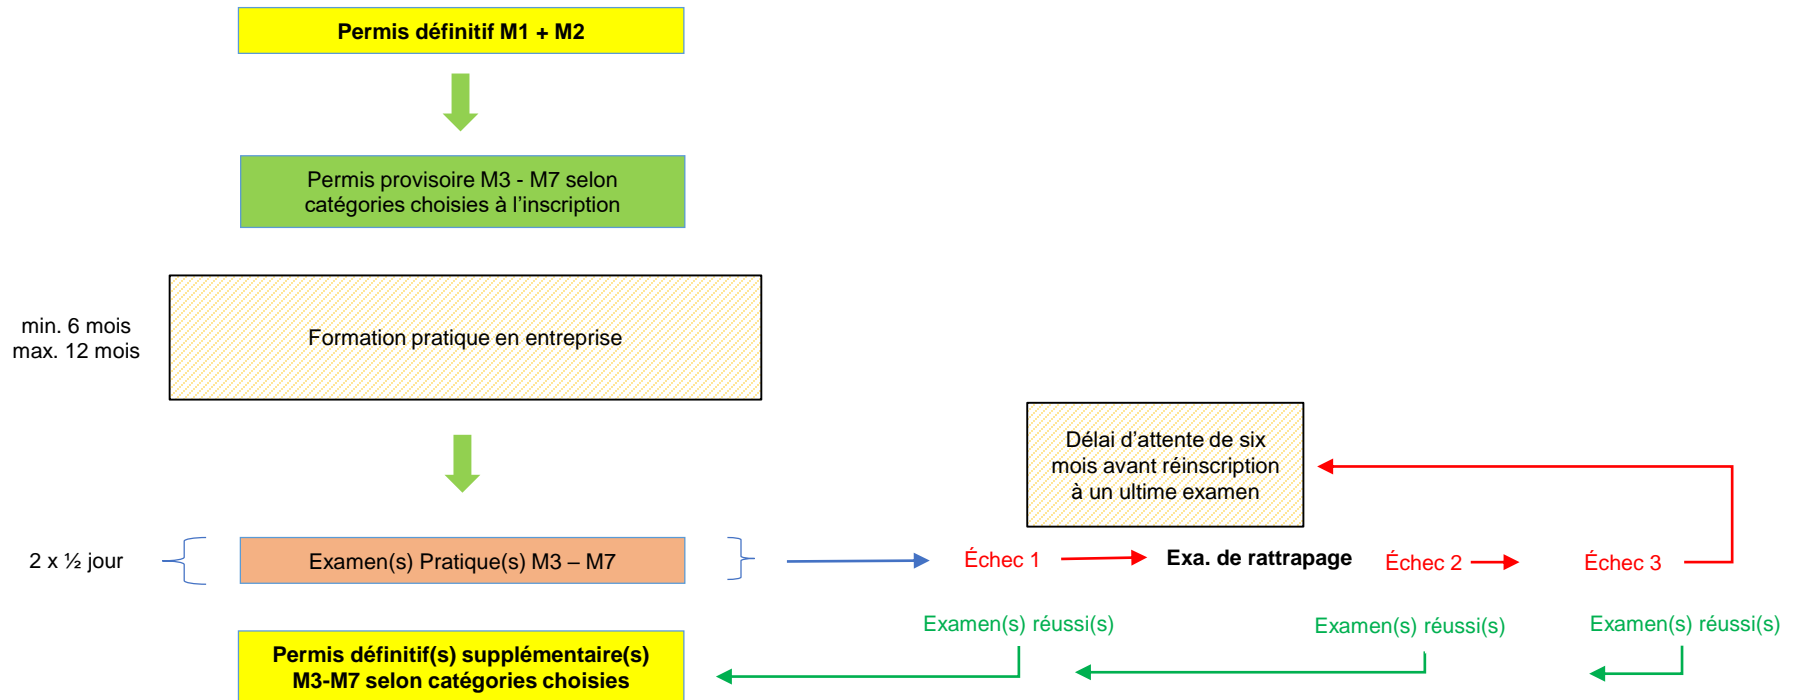 Permis définitif M1 + M2
Permis provisoire M3 - M7 selon
catégories choisies à l'inscription
min. 6 mois
max. 12 mois
Formation pratique en entreprise
Délai d'attente de six
mois avant réinscription
à un ultime examen
2 x ½ jour
Examen(s) Pratique(s) M3 – M7
Échec 1
Exa. de rattrapage
Échec 2
Échec 3
Examen(s) réussi(s)
Examen(s) réussi(s)
Examen(s) réussi(s)
Permis définitif(s) supplémentaire(s)
M3-M7 selon catégories choisies